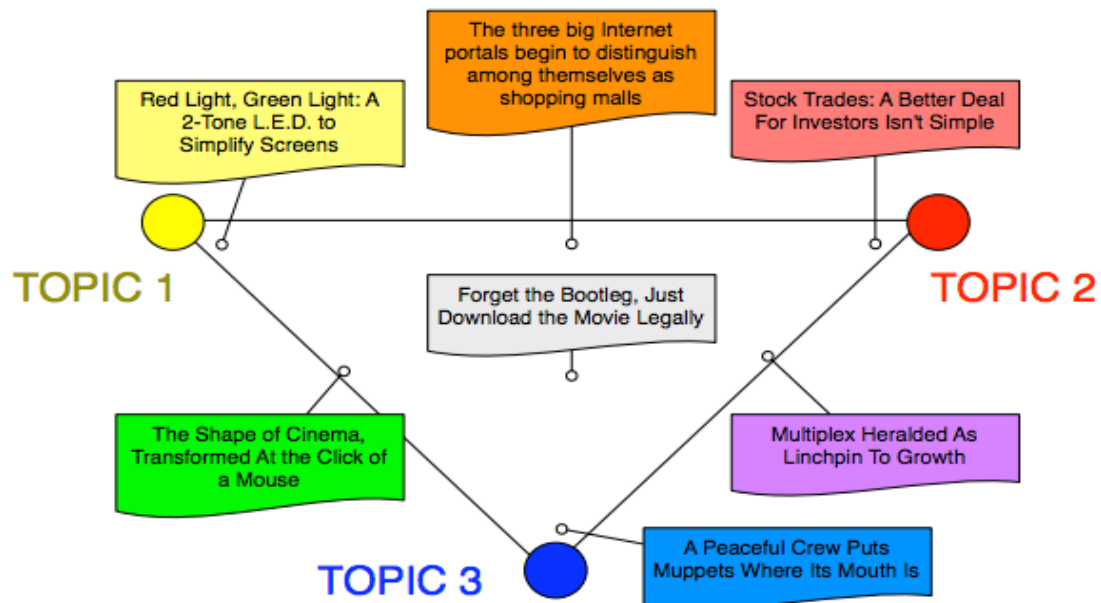 The three big Internet
portals begin to distinguish
among themselves as
shopping malls
Red Light, Green Light: A
2-Tone L.E.D. to
Simplify Screens
Stock Trades: A Better Deal
For Investors Isn't Simple
TOPIC 1
TOPIC 2
Forget the Bootleg, Just
Download the Movie Legally
The Shape of Cinema,
Transformed At the Click of
a Mouse
Multiplex Heralded As
Linchpin To Growth
TOPIC 3
A Peaceful Crew Puts
Muppets Where Its Mouth Is